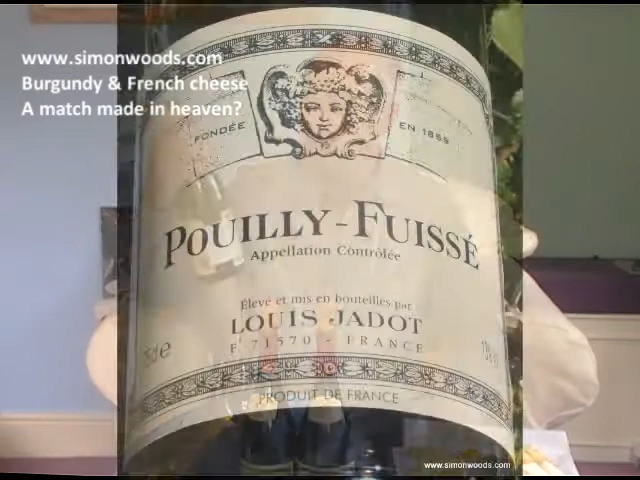 www.simonwoods.com
Burgundy & French cheese
A match made in heaven?
FONDÉE EN 1859
POUILLY-FUISSÉ
Appellation Contrôlée
Élevé et mis en bouteilles par
LOUIS JADOT
F 71570 - FRANCE
PRODUIT DE FRANCE
www.simonwoods.com